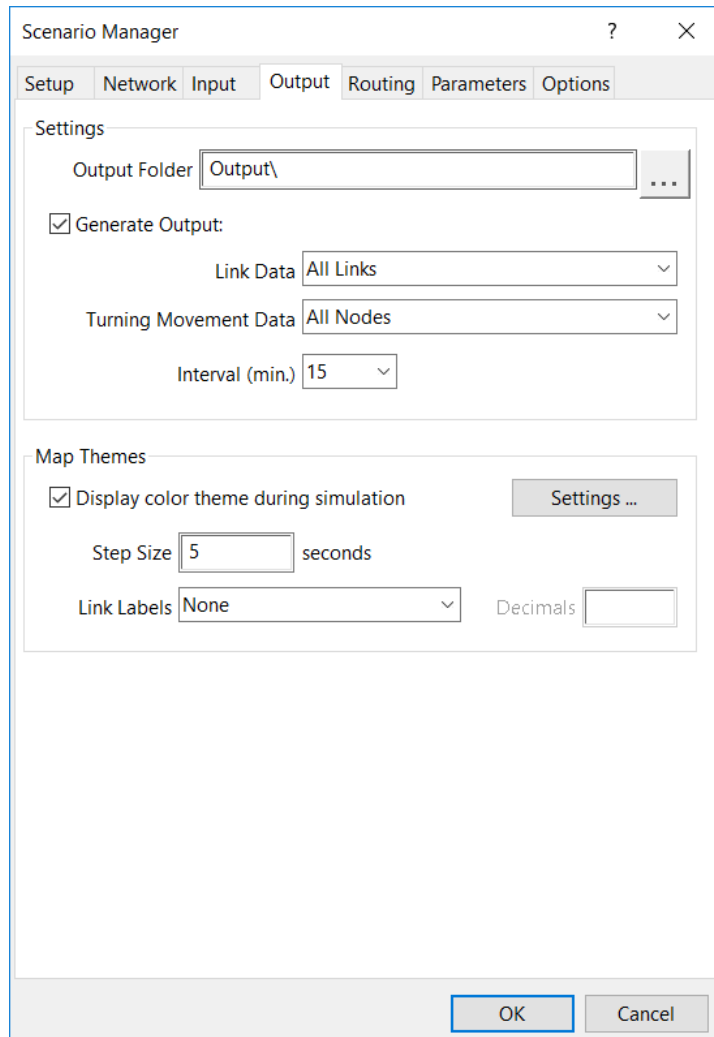 Scenario Manager ?
Setup Network Input Output Routing Parameters Options
Settings
Output Folder Output\ ...
Generate Output:
Link Data All Links
Turning Movement Data All Nodes
Interval (min.) 15
Map Themes
Display color theme during simulation Settings ...
Step Size 5 seconds
Link Labels None Decimals
OK Cancel